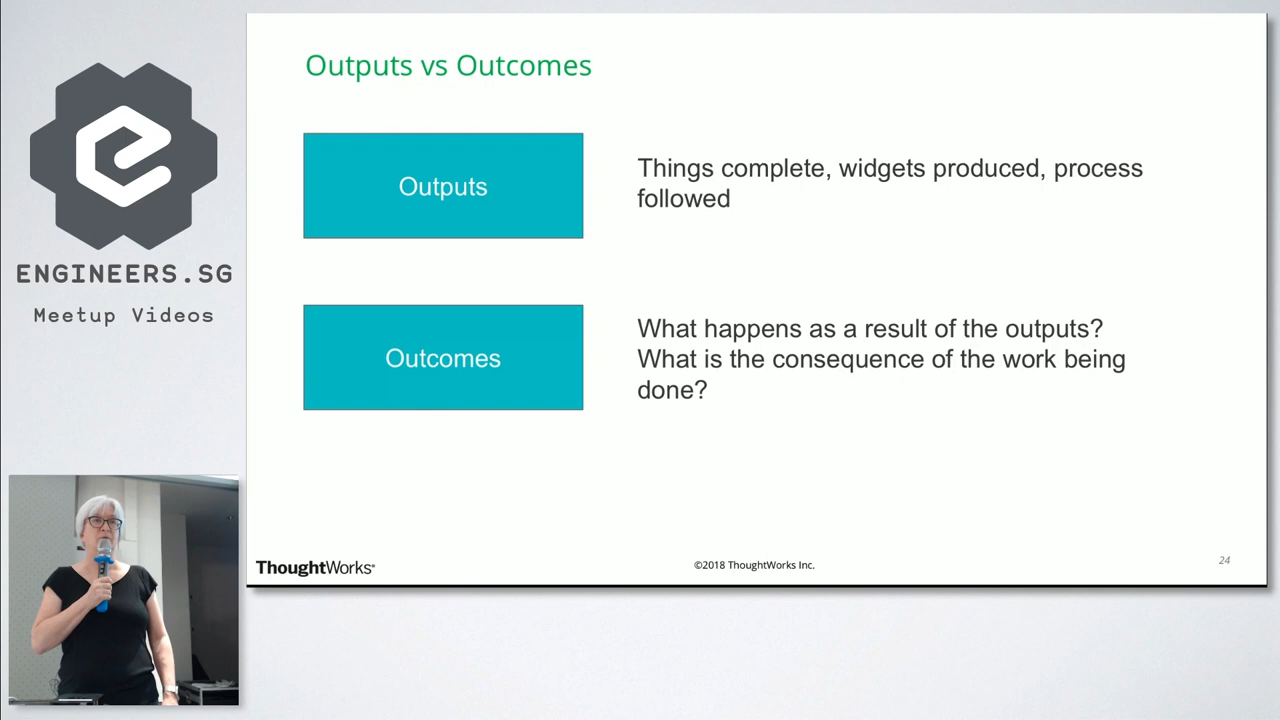 ENGINEERS.SG
Meetup Videos
Outputs vs Outcomes
Outputs
Things complete, widgets produced, process
followed
Outcomes
What happens as a result of the outputs?
What is the consequence of the work being
done?
ThoughtWorks®
©2018 ThoughtWorks Inc.
24